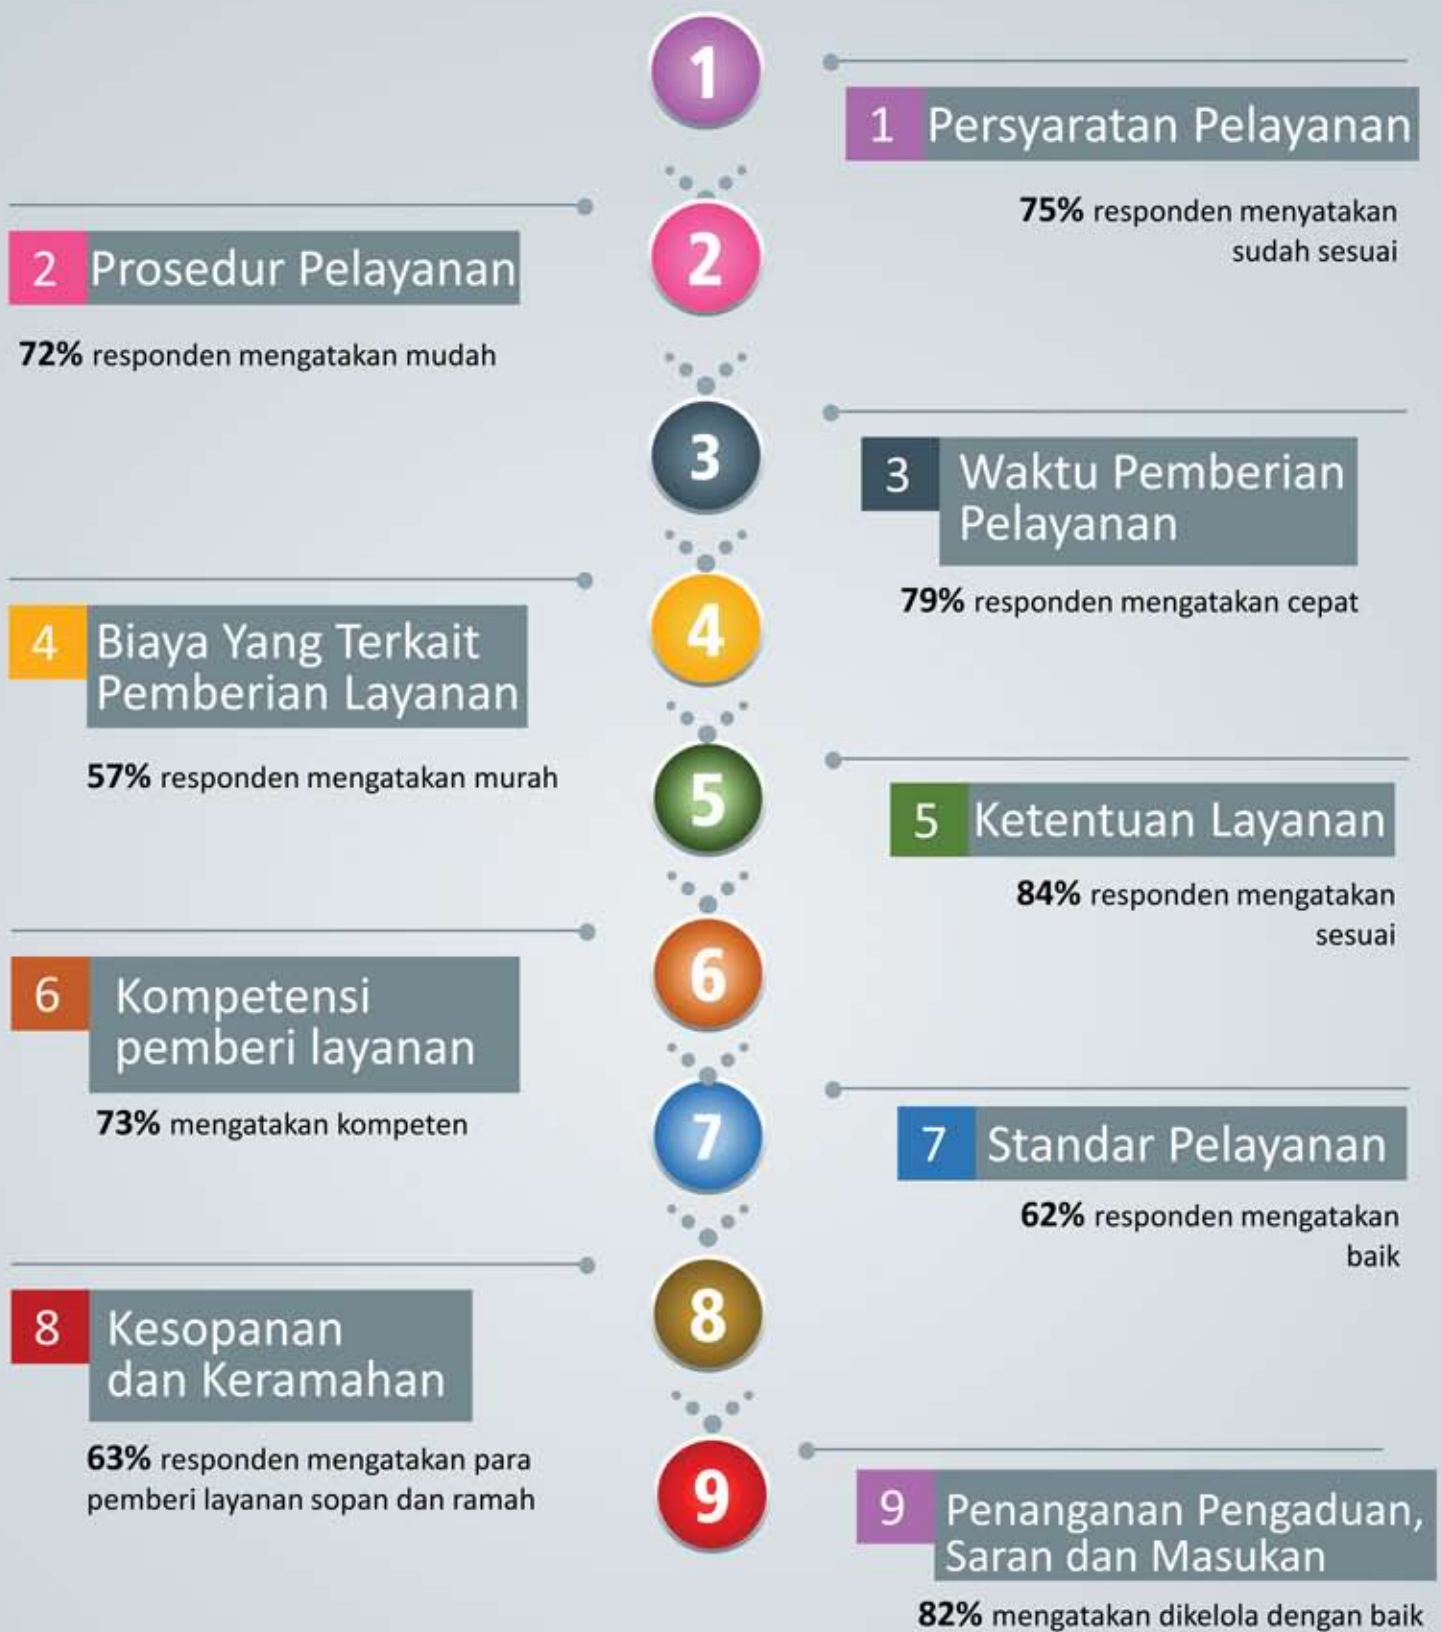 1
1 Persyaratan Pelayanan
75% responden menyatakan
sudah sesuai
2
2 Prosedur Pelayanan
72% responden mengatakan mudah
3
3 Waktu Pemberian
Pelayanan
79% responden mengatakan cepat
4
4 Biaya Yang Terkait
Pemberian Layanan
57% responden mengatakan murah
5
5 Ketentuan Layanan
84% responden mengatakan
sesuai
6
6 Kompetensi
pemberi layanan
73% mengatakan kompeten
7
7 Standar Pelayanan
62% responden mengatakan
baik
8
8 Kesopanan
dan Keramahan
63% responden mengatakan para
pemberi layanan sopan dan ramah
9
9 Penanganan Pengaduan,
Saran dan Masukan
82% mengatakan dikelola dengan baik